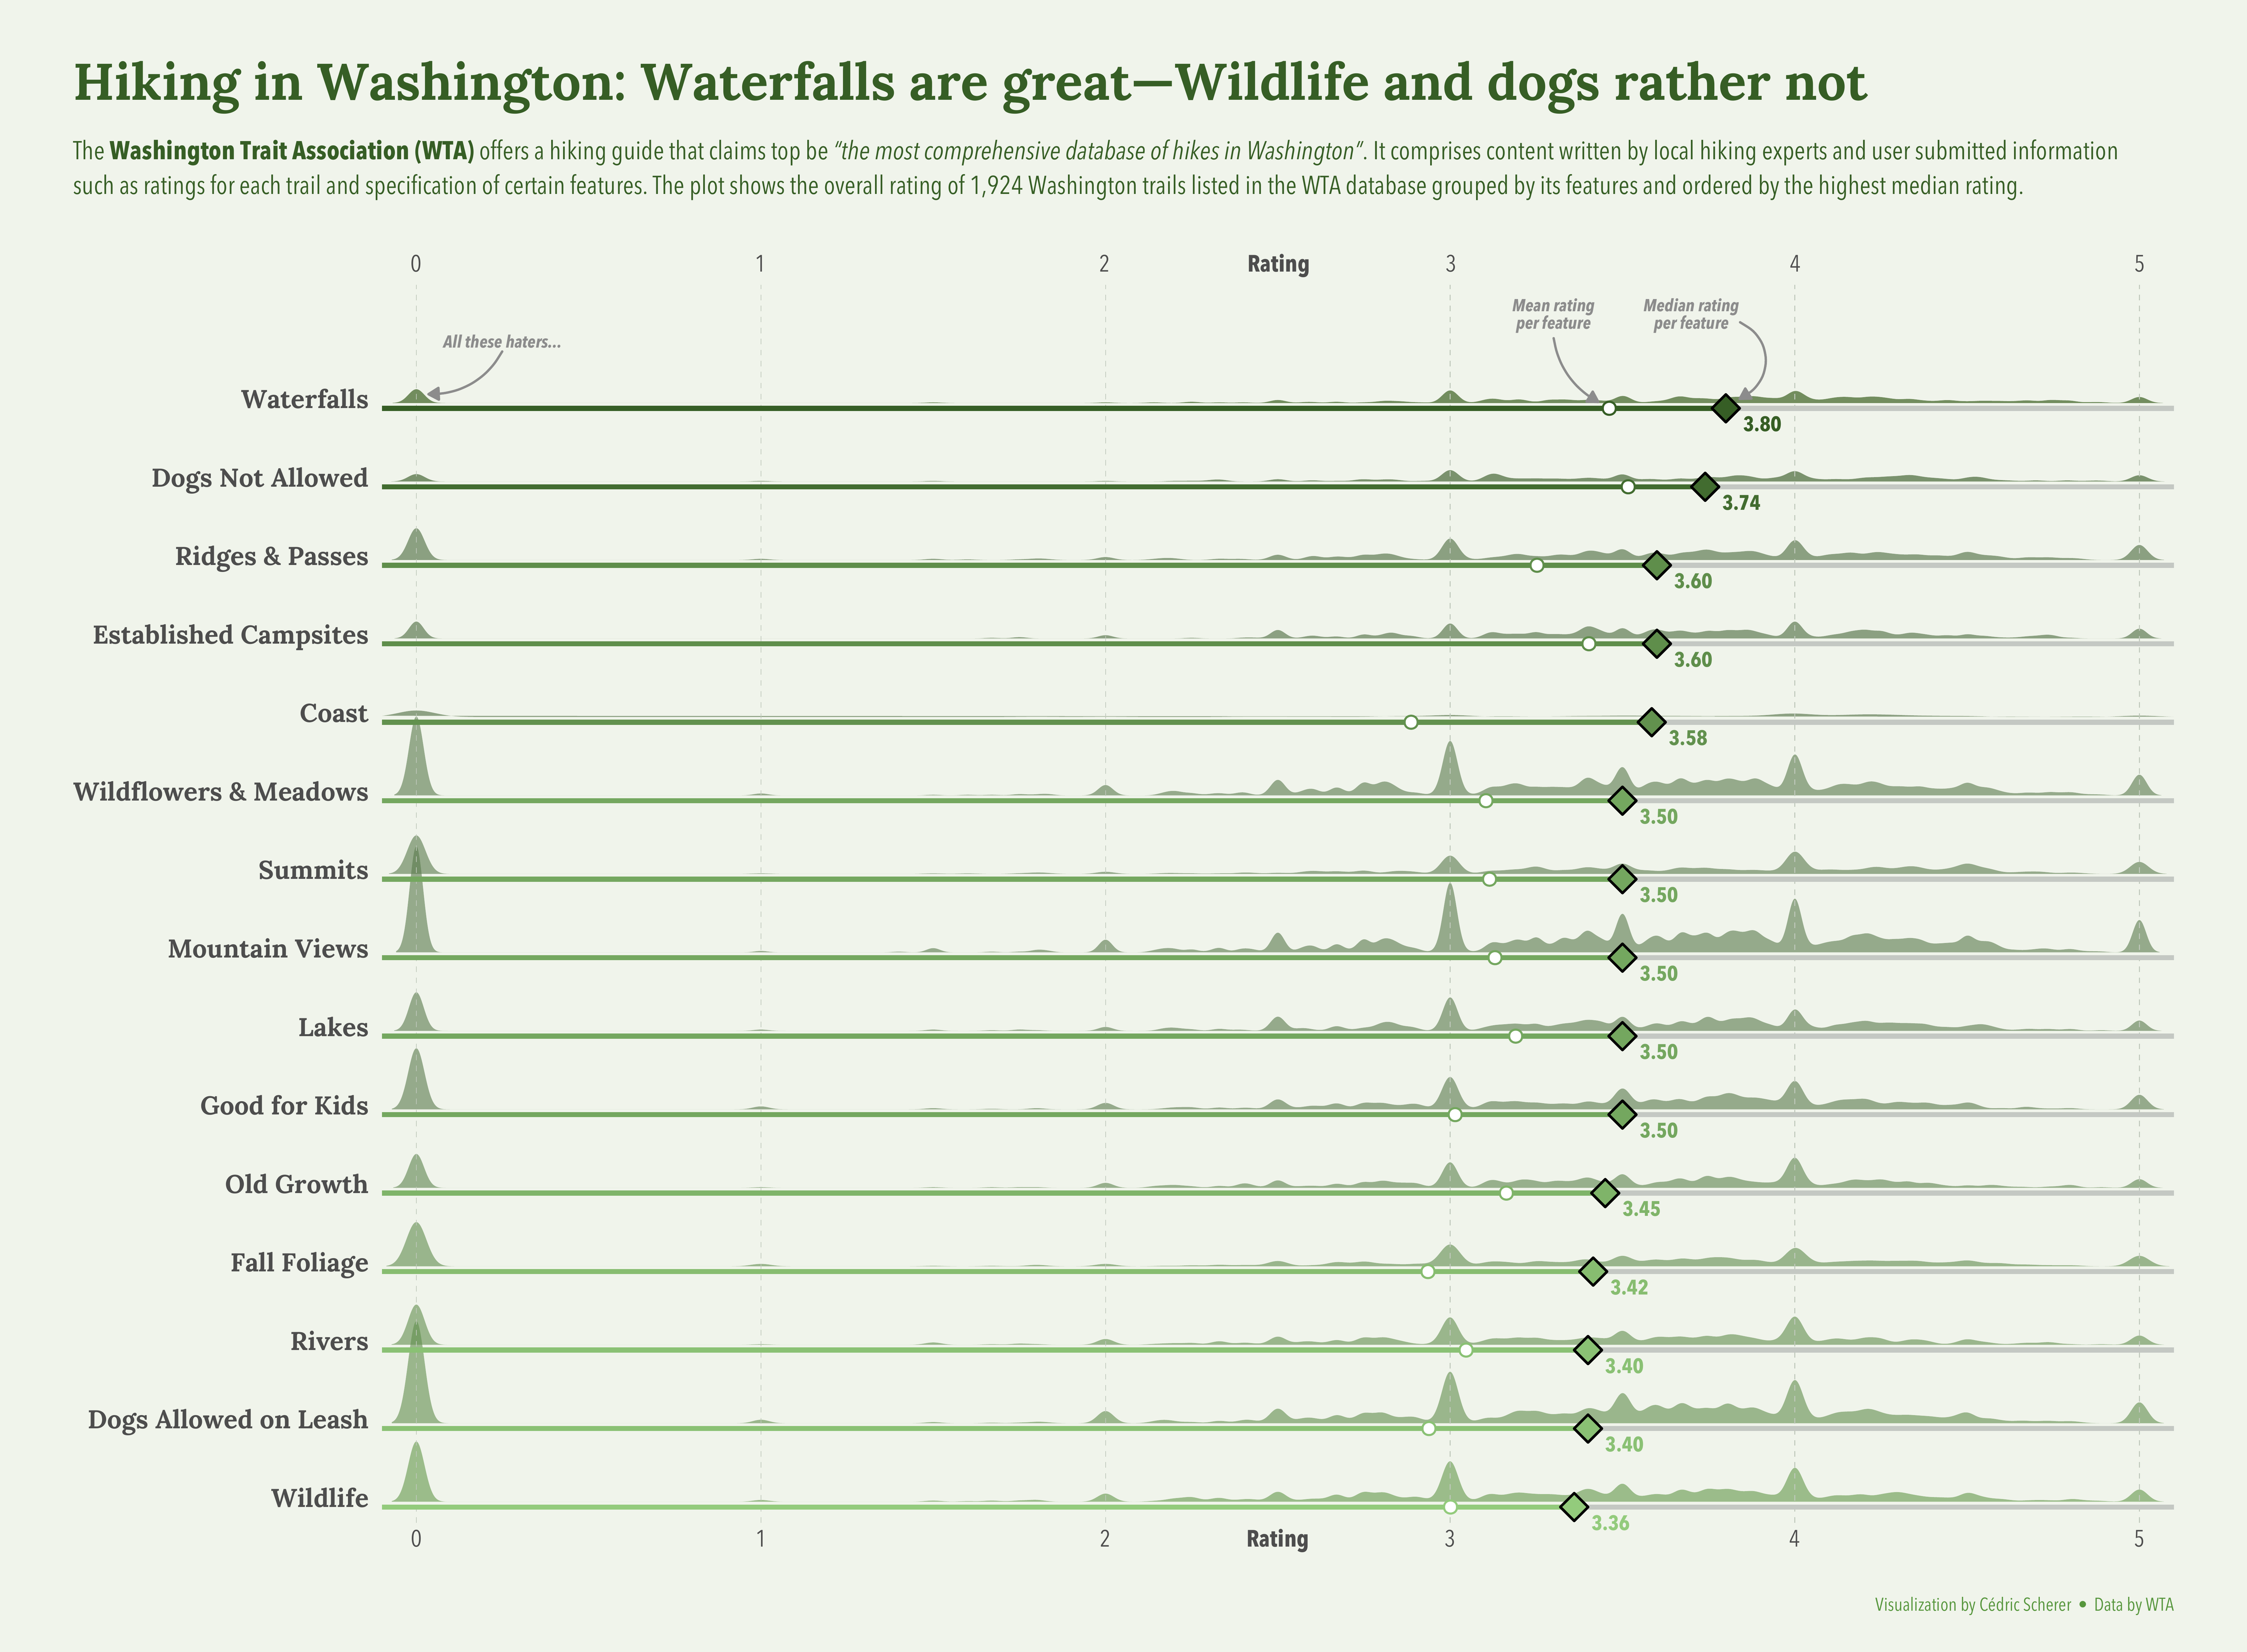 Hiking in Washington: Waterfalls are great—Wildlife and dogs rather not
The Washington Trait Association (WTA) offers a hiking guide that claims top be “the most comprehensive database of hikes in Washington”. It comprises content written by local hiking experts and user submitted information
such as ratings for each trail and specification of certain features. The plot shows the overall rating of 1,924 Washington trails listed in the WTA database grouped by its features and ordered by the highest median rating.
0 1 2 Rating 3 4 5
Mean rating
per feature
Median rating
per feature
All these haters...
Waterfalls
3.80
Dogs Not Allowed
3.74
Ridges & Passes
3.60
Established Campsites
3.60
Coast
3.58
Wildflowers & Meadows
3.50
Summits
3.50
Mountain Views
3.50
Lakes
3.50
Good for Kids
3.50
Old Growth
3.45
Fall Foliage
3.42
Rivers
3.40
Dogs Allowed on Leash
3.40
Wildlife
3.36
0 1 2 Rating 3 4 5
Visualization by Cédric Scherer • Data by WTA